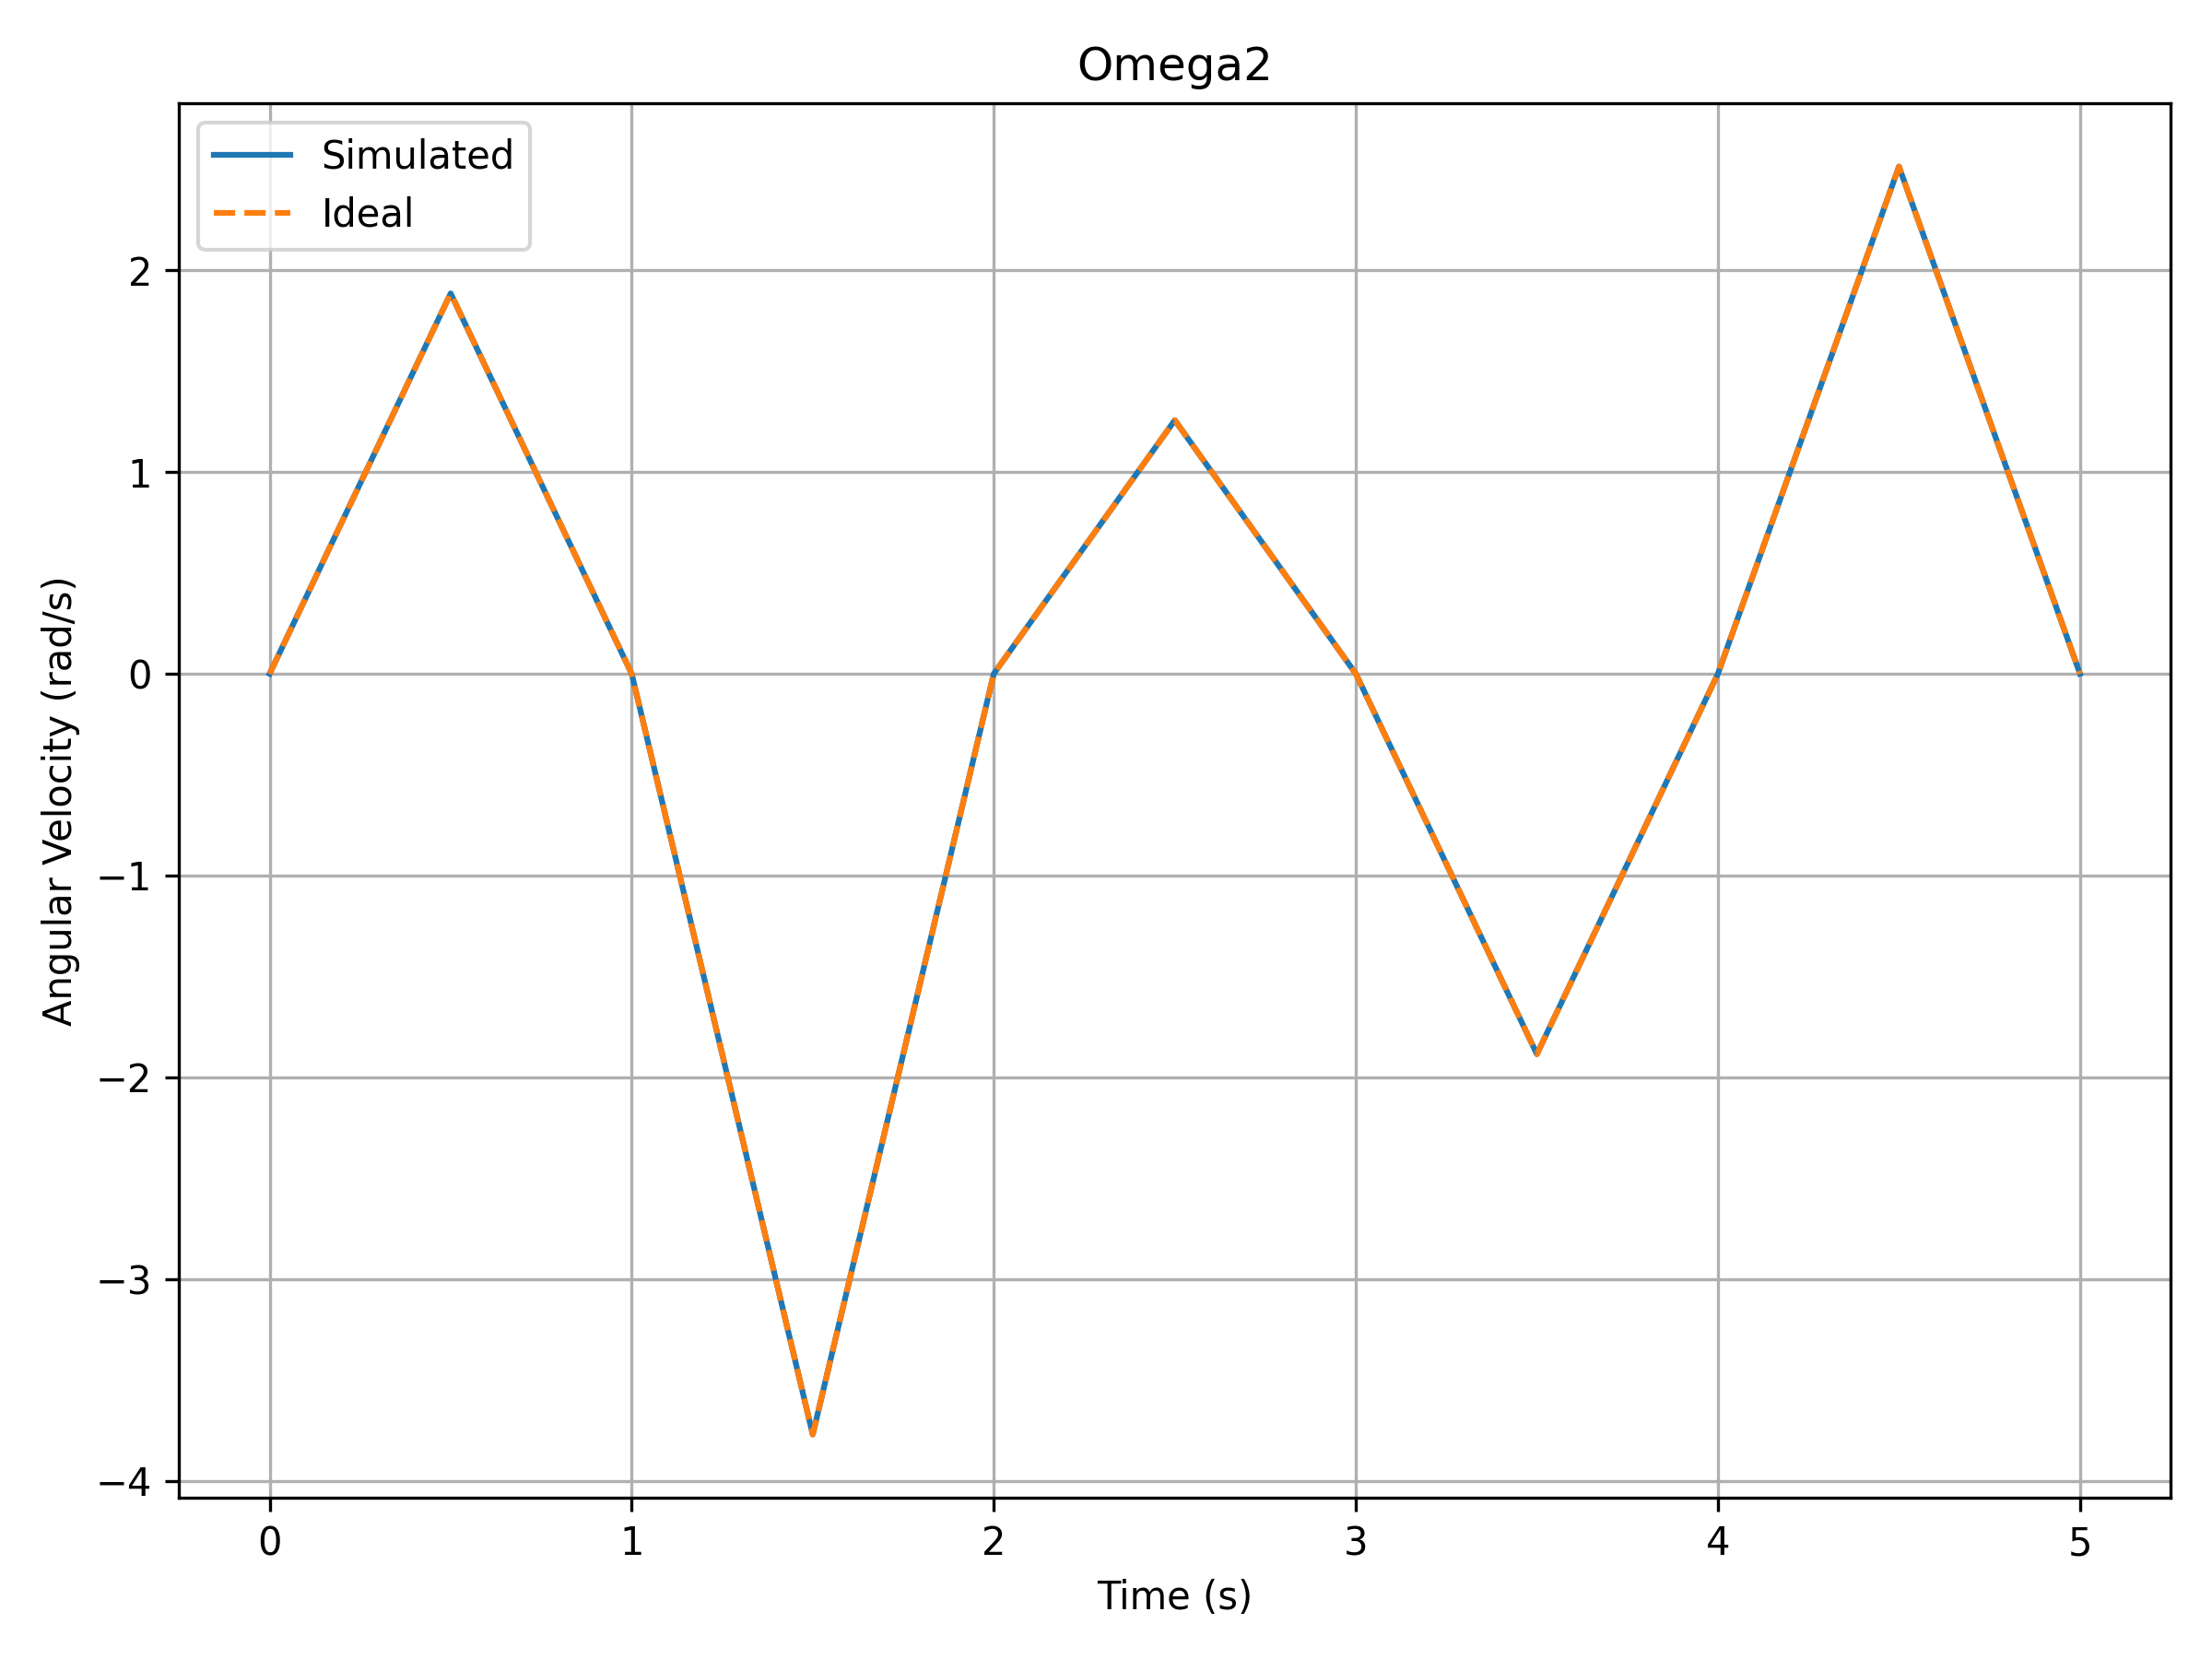 Omega2
Simulated
Ideal
Angular Velocity (rad/s)
2
1
0
−1
−2
−3
−4
0 1 2 3 4 5
Time (s)